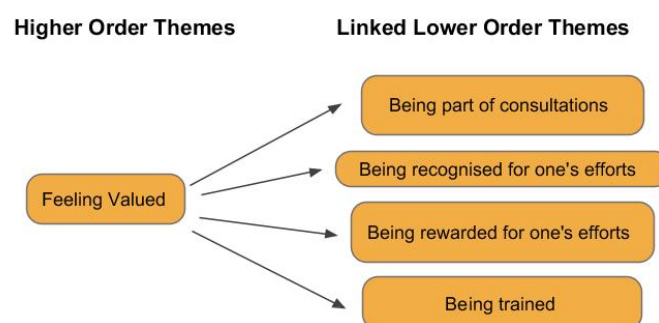 Higher Order Themes
Linked Lower Order Themes
Being part of consultations
Being recognised for one's efforts
Feeling Valued
Being rewarded for one's efforts
Being trained